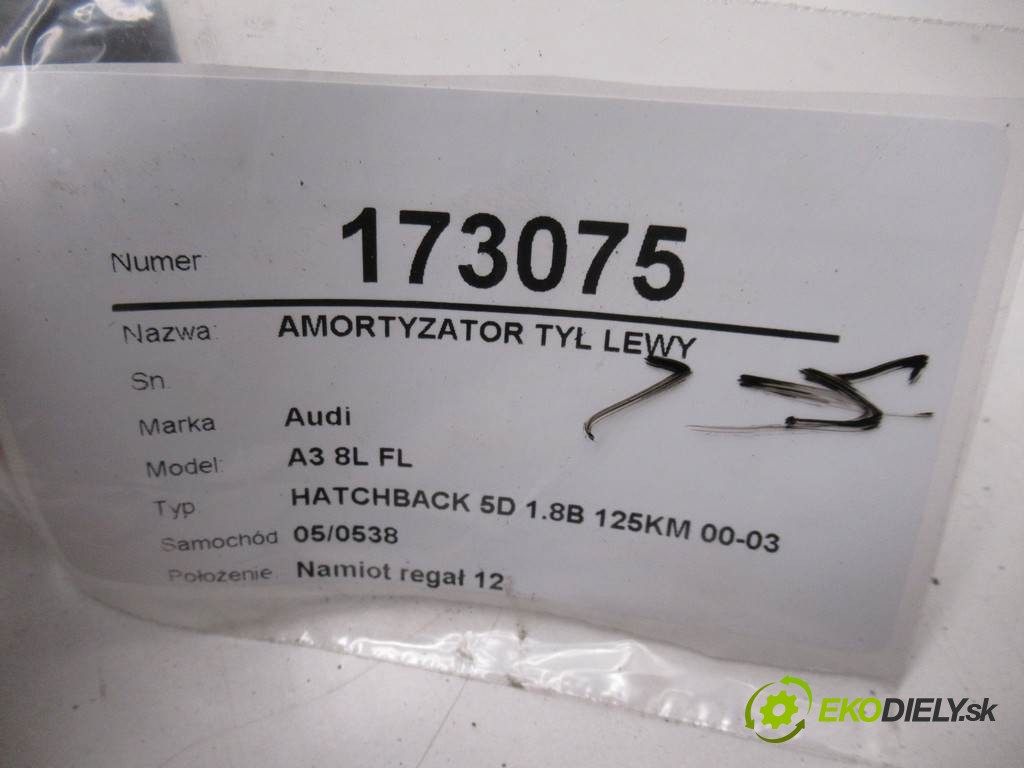 Numer 173075
Nazwa: AMORTYZATOR TYŁ LEWY
Sn.
Marka Audi
Model: A3 8L FL
Typ HATCHBACK 5D 1.8B 125KM 00-03
Samochód 05/0538
Położenie Namiot regał 12
EKODIELY.sk